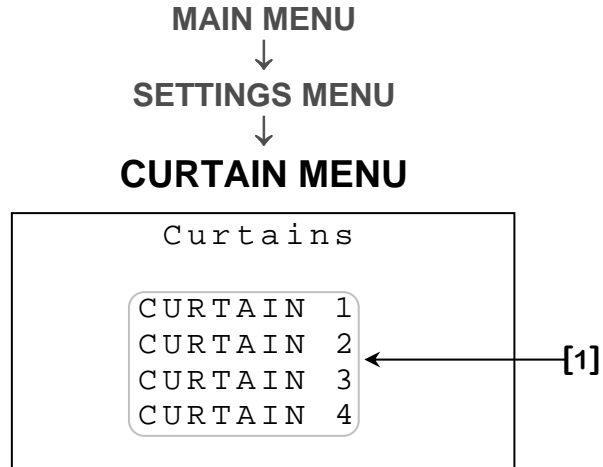 MAIN MENU
↓
SETTINGS MENU
↓
CURTAIN MENU
Curtains
CURTAIN 1
CURTAIN 2
[1]
CURTAIN 3
CURTAIN 4